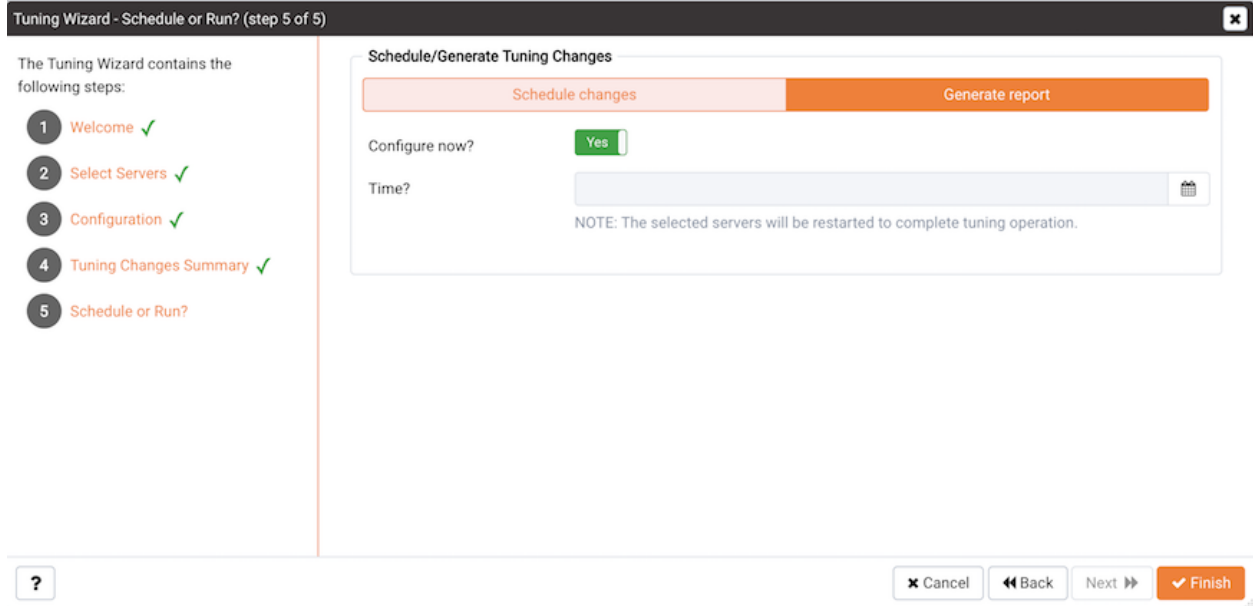 Tuning Wizard - Schedule or Run? (step 5 of 5)
The Tuning Wizard contains the
following steps:
1 Welcome ✓
2 Select Servers ✓
3 Configuration ✓
4 Tuning Changes Summary ✓
5 Schedule or Run?
Schedule/Generate Tuning Changes
Schedule changes Generate report
Configure now? Yes
Time?
NOTE: The selected servers will be restarted to complete tuning operation.
? Cancel Back Next Finish